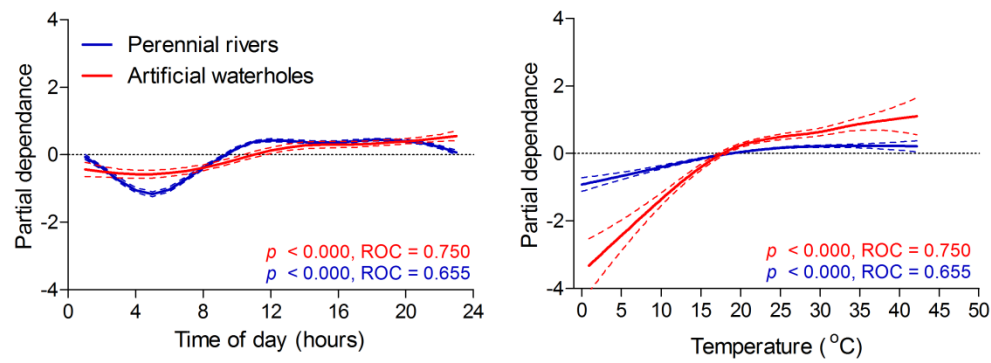 4
2
0
-2
-4
Partial dependence
Perennial rivers
Artificial waterholes
p < 0.000, ROC = 0.750
p < 0.000, ROC = 0.655
0 4 8 12 16 20 24
Time of day (hours)
4
2
0
-2
-4
Partial dependence
p < 0.000, ROC = 0.750
p < 0.000, ROC = 0.655
0 5 10 15 20 25 30 35 40 45 50
Temperature (°C)